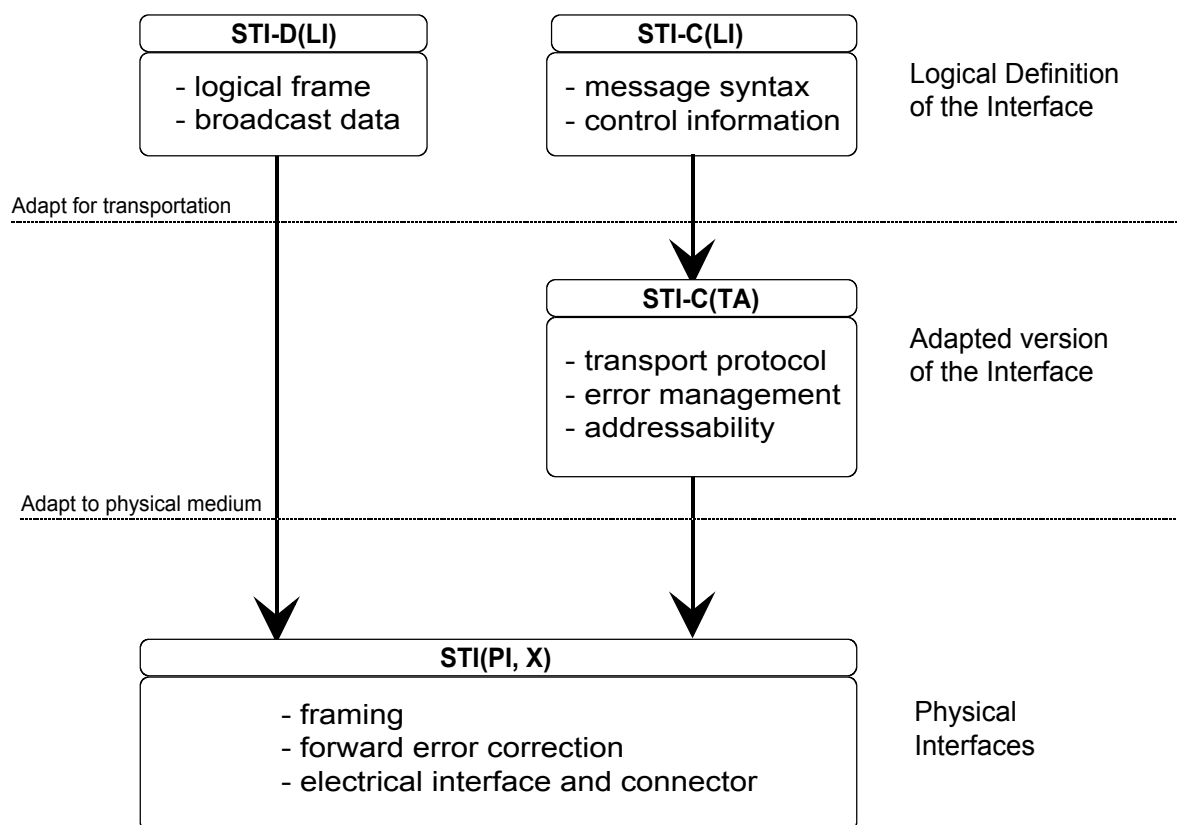 STI-D(LI)
- logical frame
- broadcast data
STI-C(LI)
- message syntax
- control information
Logical Definition
of the Interface
Adapt for transportation
STI-C(TA)
- transport protocol
- error management
- addressability
Adapted version
of the Interface
Adapt to physical medium
STI(PI, X)
- framing
- forward error correction
- electrical interface and connector
Physical
Interfaces